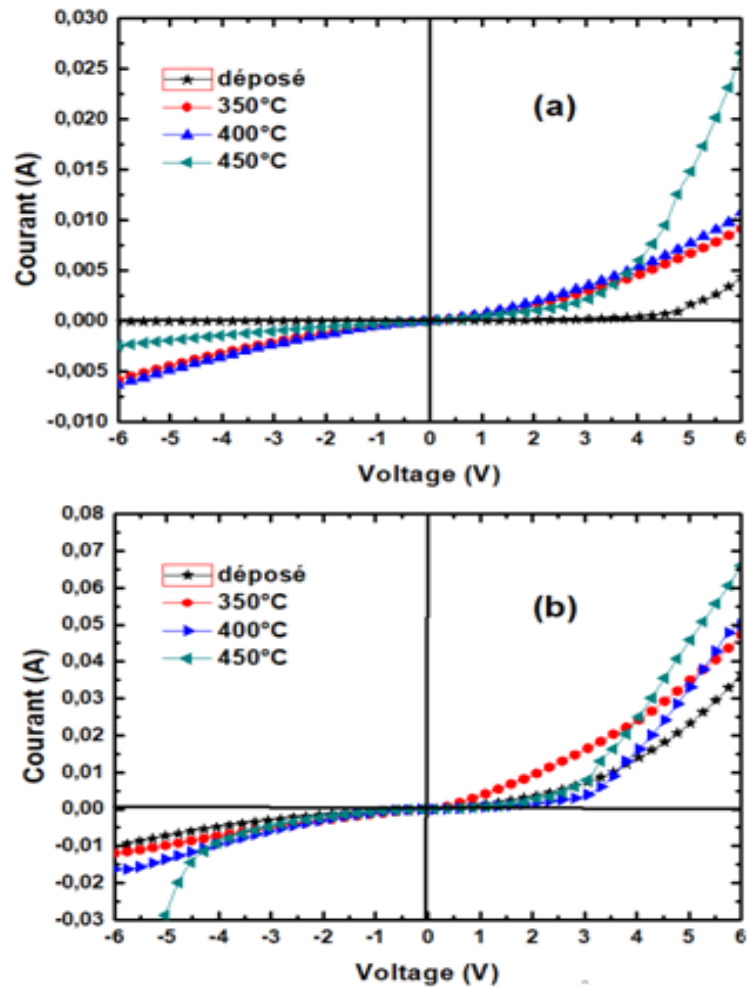 0,030
0,025
0,020
0,015
0,010
0,005
0,000
-0,005
-0,010
Courant (A)
déposé
350°C
400°C
450°C
(a)
-6 -5 -4 -3 -2 -1 0 1 2 3 4 5 6
Voltage (V)
0,08
0,07
0,06
0,05
0,04
0,03
0,02
0,01
0,00
-0,01
-0,02
-0,03
Courant (A)
déposé
350°C
400°C
450°C
(b)
-6 -5 -4 -3 -2 -1 0 1 2 3 4 5 6
Voltage (V)